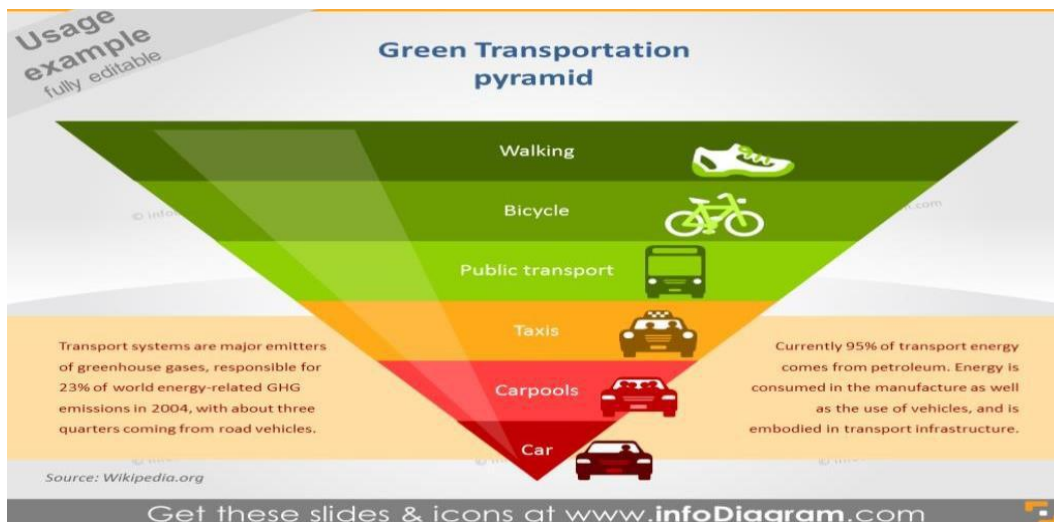 Usage
example
fully editable
Green Transportation
pyramid
Walking
Bicycle
Public transport
Taxis
Carpools
Car
Transport systems are major emitters
of greenhouse gases, responsible for
23% of world energy-related GHG
emissions in 2004, with about three
quarters coming from road vehicles.
Currently 95% of transport energy
comes from petroleum. Energy is
consumed in the manufacture as well
as the use of vehicles, and is
embodied in transport infrastructure.
Source: Wikipedia.org
Get these slides & icons at www.infoDiagram.com